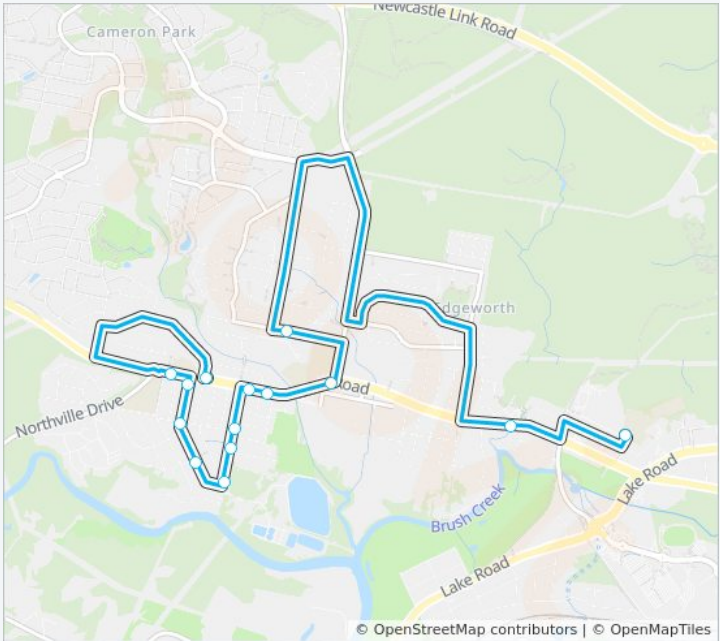 Newcastle Link Road
Cameron Park
Edgeworth
Road
Northville Drive
Lake Road
Brush Creek
Lake Road
© OpenStreetMap contributors | © OpenMapTiles